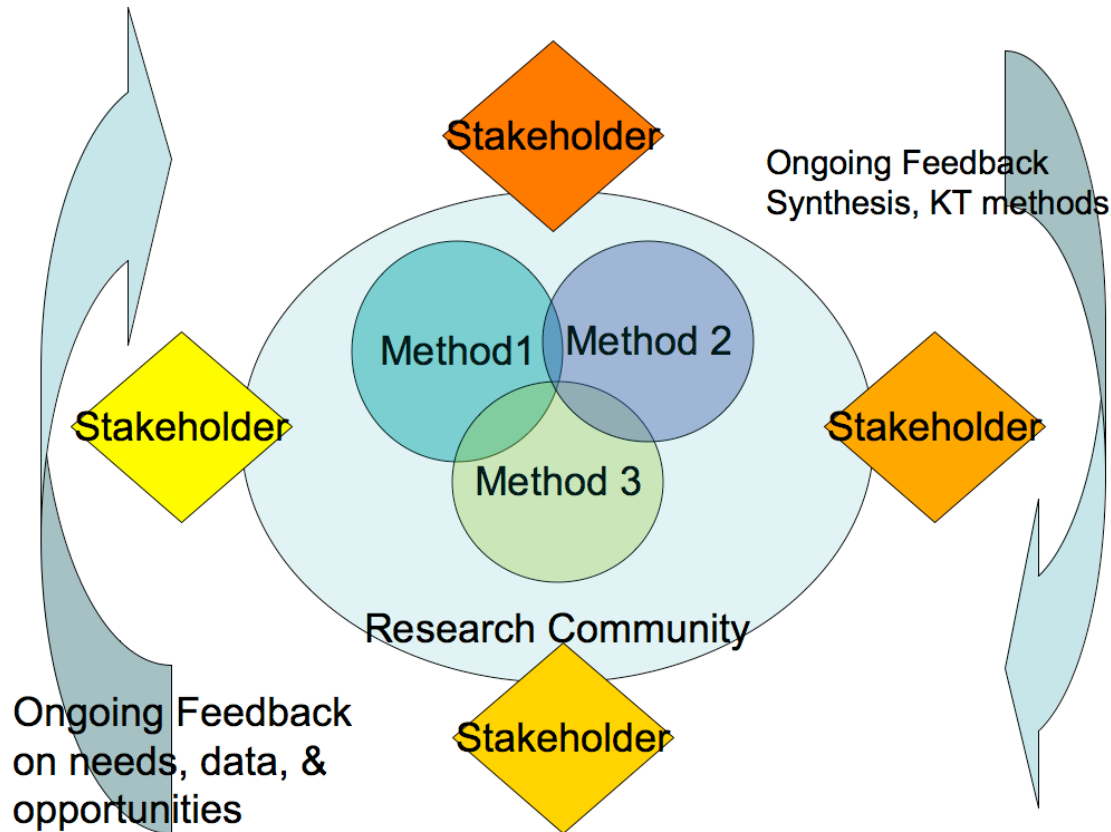 Stakeholder
Ongoing Feedback
Synthesis, KT methods
Method1
Method 2
Stakeholder
Stakeholder
Method 3
Research Community
Stakeholder
Ongoing Feedback
on needs, data, &
opportunities